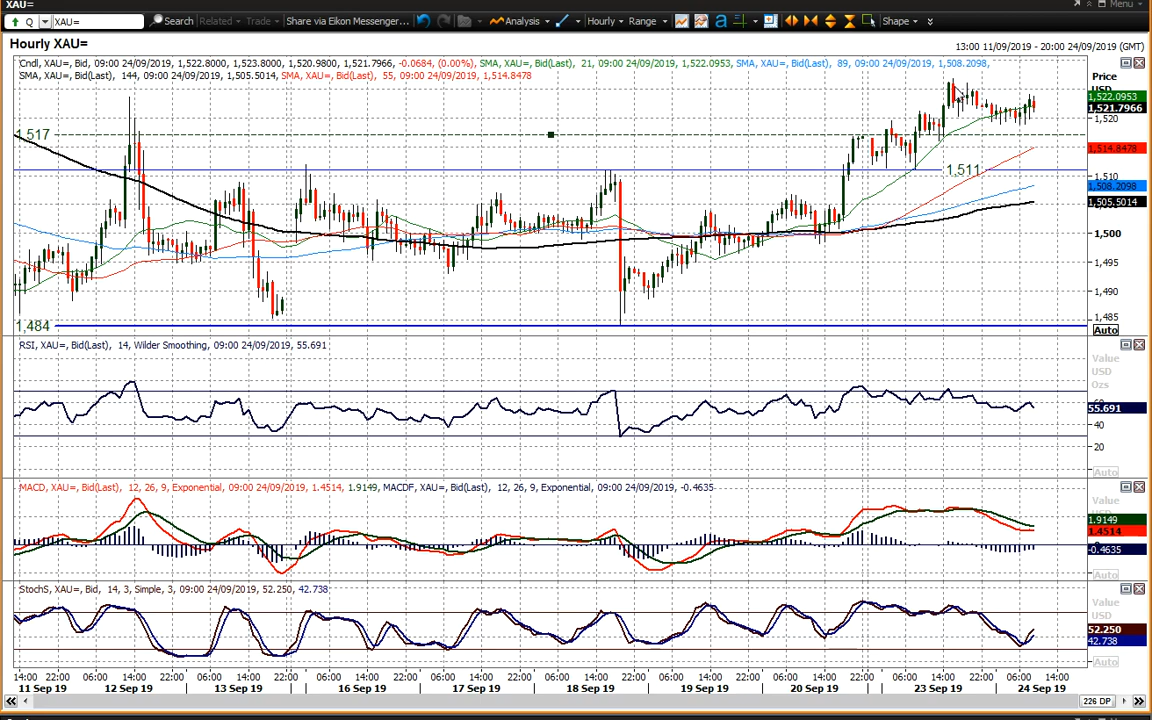 XAU=
Menu
Q XAU= Search Related Trade Share via Eikon Messenger... Analysis Hourly Range a Shape
Hourly XAU=
13:00 11/09/2019 - 20:00 24/09/2019 (GMT)
Cndl, XAU=, Bid, 09:00 24/09/2019, 1,522.8000, 1,523.8000, 1,520.9800, 1,521.7966, -0.0684, (0.00%), SMA, XAU=, Bid(Last), 21, 09:00 24/09/2019, 1,522.0953, SMA, XAU=, Bid(Last), 89, 09:00 24/09/2019, 1,508.2098,
SMA, XAU=, Bid(Last), 144, 09:00 24/09/2019, 1,505.5014, SMA, XAU=, Bid(Last), 55, 09:00 24/09/2019, 1,514.8478
Price
USD
1,522.0953
1,521.7966
1,520
1,517
1,514.8478
1,511
1,510
1,508.2098
1,505.5014
1,500
1,495
1,490
1,485
1,484
Auto
RSI, XAU=, Bid(Last), 14, Wilder Smoothing, 09:00 24/09/2019, 55.691
Value
USD
Ozs
60
55.691
40
20
Auto
MACD, XAU=, Bid(Last), 12, 26, 9, Exponential, 09:00 24/09/2019, 1.4514, 1.9149, MACDF, XAU=, Bid(Last), 12, 26, 9, Exponential, 09:00 24/09/2019, -0.4635
Value
1.9149
1.4514
-0.4635
Auto
StochS, XAU=, Bid, 14, 3, Simple, 3, 09:00 24/09/2019, 52.250, 42.738
Value
USD
52.250
42.738
Auto
14:00 22:00 06:00 14:00 22:00 06:00 14:00 22:00 06:00 14:00 22:00 06:00 14:00 22:00 06:00 14:00 22:00 06:00 14:00 22:00 06:00 14:00 22:00 06:00 14:00 22:00 06:00 14:00
11 Sep 19 12 Sep 19 13 Sep 19 16 Sep 19 17 Sep 19 18 Sep 19 19 Sep 19 20 Sep 19 23 Sep 19 24 Sep 19
226 DP